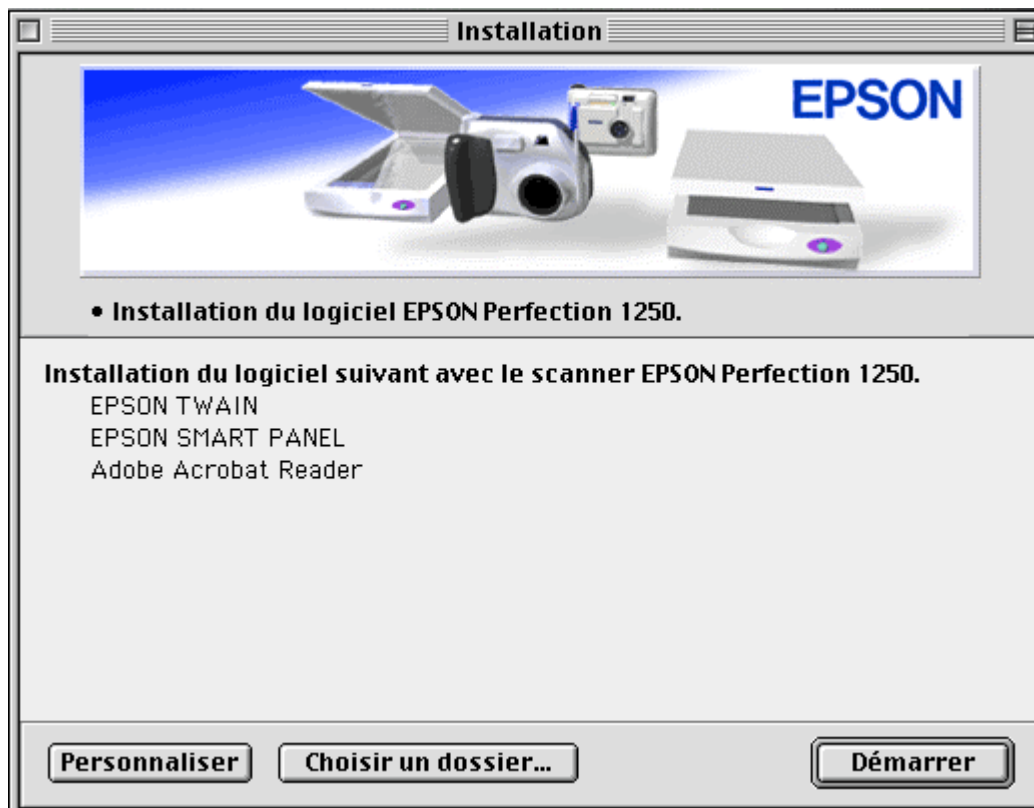 Installation
EPSON
• Installation du logiciel EPSON Perfection 1250.
Installation du logiciel suivant avec le scanner EPSON Perfection 1250.
EPSON TWAIN
EPSON SMART PANEL
Adobe Acrobat Reader
Personnaliser
Choisir un dossier...
Démarrer